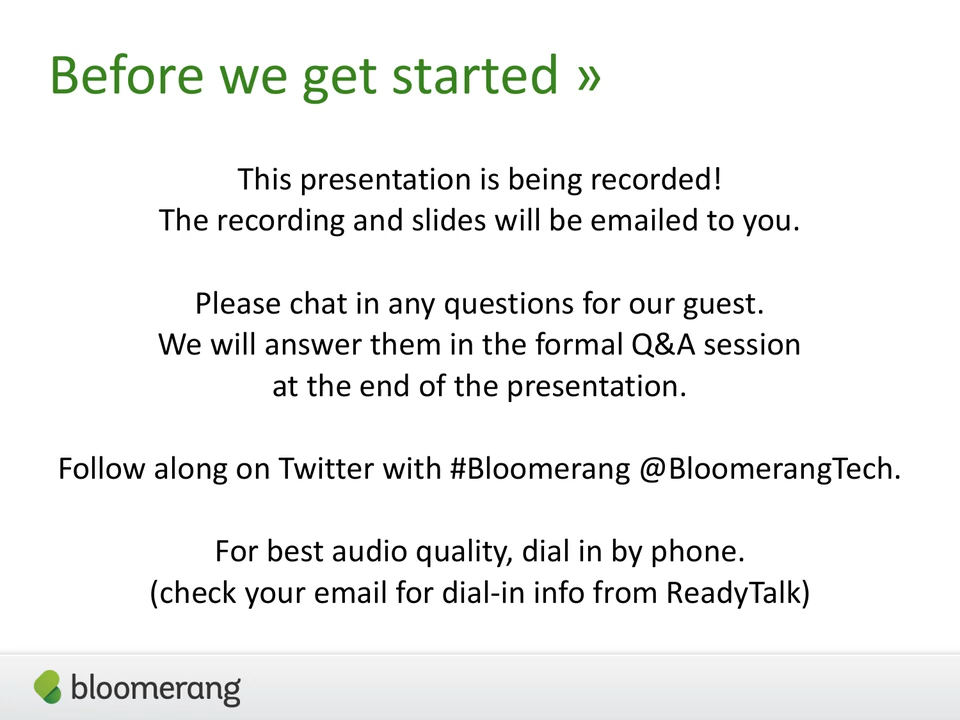 Before we get started »
This presentation is being recorded!
The recording and slides will be emailed to you.
Please chat in any questions for our guest.
We will answer them in the formal Q&A session
at the end of the presentation.
Follow along on Twitter with #Bloomerang @BloomerangTech.
For best audio quality, dial in by phone.
(check your email for dial-in info from ReadyTalk)
bloomerang